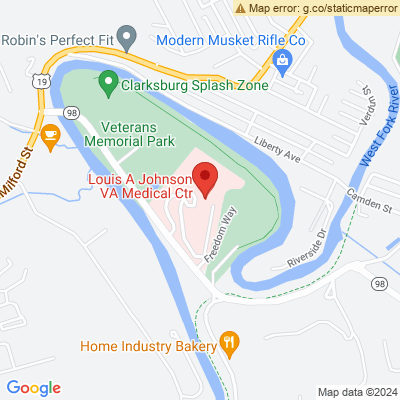 Map error: g.co/staticmaperror
Robin's Perfect Fit
Modern Musket Rifle Co
19
Clarksburg Splash Zone
98
Verdun St
Veterans
Memorial Park
Liberty Ave
West Fork River
Milford St
Louis A Johnson
VA Medical Ctr
Camden St
Freedom Way
Riverside Dr
98
Home Industry Bakery
Google
Map data ©2024